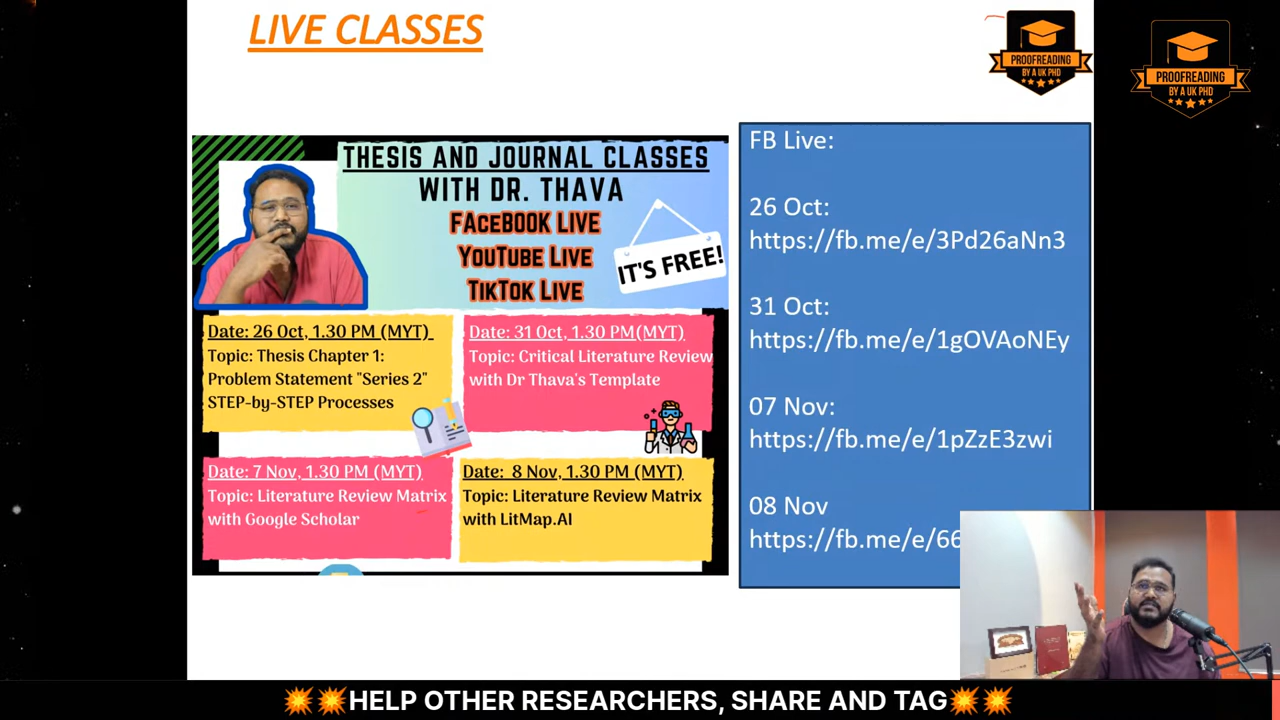 LIVE CLASSES
PROOFREADING
BY A UK PHD
PROOFREADING
BY A UK PHD
THESIS AND JOURNAL CLASSES
WITH DR. THAVA
FAceBOOK LIVE
YouTube Live
TikTok Live
IT'S FREE!
Date: 26 Oct, 1.30 PM (MYT)
Topic: Thesis Chapter 1:
Problem Statement "Series 2"
STEP-by-STEP Processes
Date: 31 Oct, 1.30 PM(MYT)
Topic: Critical Literature Review
with Dr Thava's Template
Date: 7 Nov, 1.30 PM (MYT)
Topic: Literature Review Matrix
with Google Scholar
Date: 8 Nov, 1.30 PM (MYT)
Topic: Literature Review Matrix
with LitMap.AI
FB Live:
26 Oct:
https://fb.me/e/3Pd26aNn3
31 Oct:
https://fb.me/e/1gOVAoNEy
07 Nov:
https://fb.me/e/1pZzE3zwi
08 Nov
https://fb.me/e/66
💥💥HELP OTHER RESEARCHERS, SHARE AND TAG💥💥